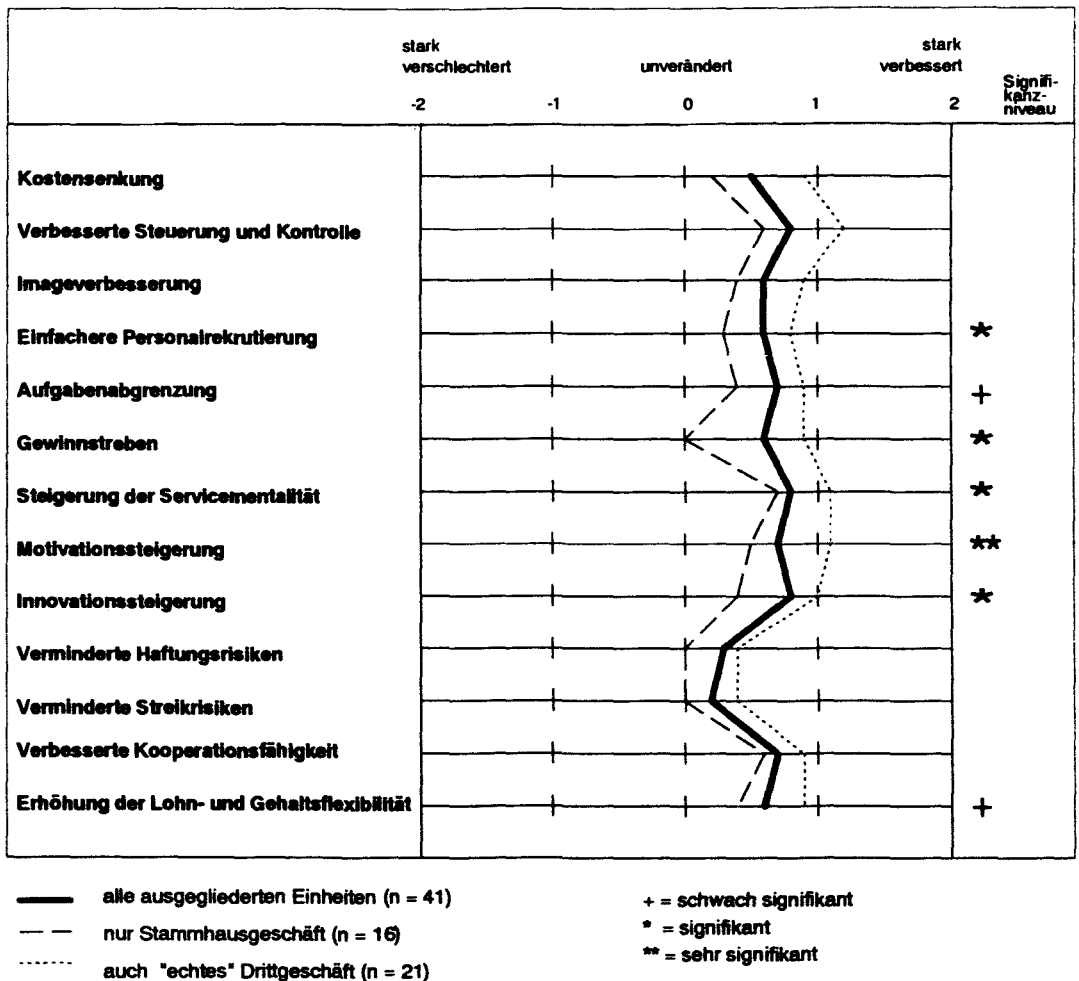 stark verschlechtert
unverändert
stark verbessert
Signifi-
kanz-
niveau
-2 -1 0 1 2
Kostensenkung
Verbesserte Steuerung und Kontrolle
Imageverbesserung
Einfachere Personalrekrutierung *
Aufgabenabgrenzung +
Gewinnstreben *
Steigerung der Servicementalität *
Motivationssteigerung **
Innovationssteigerung *
Verminderte Haftungsrisiken
Verminderte Streikrisiken
Verbesserte Kooperationsfähigkeit
Erhöhung der Lohn- und Gehaltsflexibilität +
alle ausgegliederten Einheiten (n = 41)
nur Stammhausgeschäft (n = 16)
auch "echtes" Drittgeschäft (n = 21)
+ = schwach signifikant
* = signifikant
** = sehr signifikant